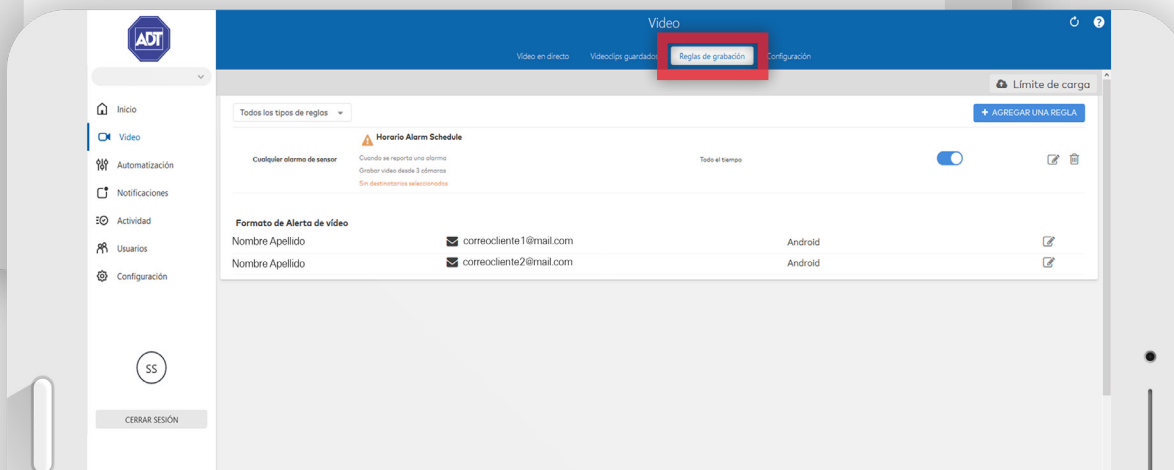 ADT
Video
Vídeo en directo
Videoclips guardados
Reglas de grabación
Configuración
Límite de carga
Inicio
Video
Automatización
Notificaciones
Actividad
Usuarios
Configuración
SS
CERRAR SESIÓN
Todos los tipos de reglas
+ AGREGAR UNA REGLA
Horario Alarm Schedule
Cualquier alarma de sensor
Cuando se reporta una alarma
Grabar video desde 3 cámaras
Sin destinatarios seleccionados
Todo el tiempo
Formato de Alerta de vídeo
Nombre Apellido correocliente1@mail.com Android
Nombre Apellido correocliente2@mail.com Android